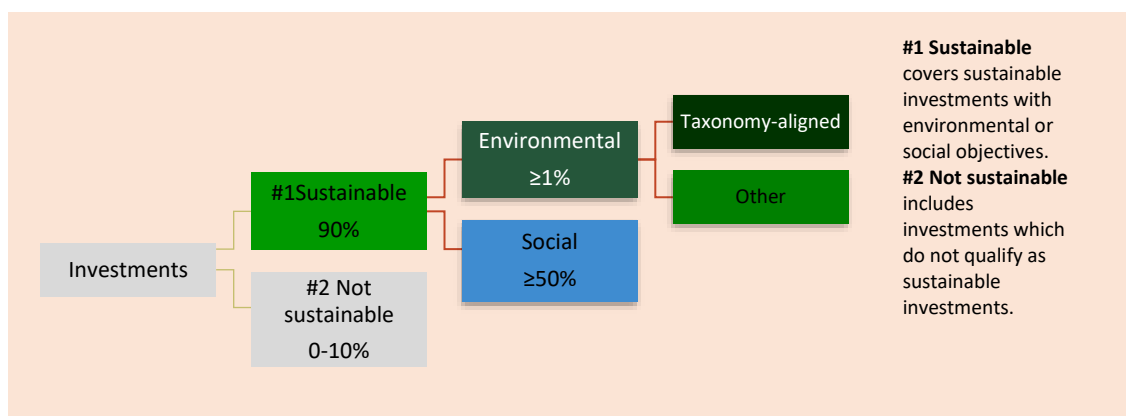 Investments
#1Sustainable
90%
#2 Not
sustainable
0-10%
Environmental
≥1%
Social
≥50%
Taxonomy-aligned
Other
#1 Sustainable
covers sustainable
investments with
environmental or
social objectives.
#2 Not sustainable
includes
investments which
do not qualify as
sustainable
investments.